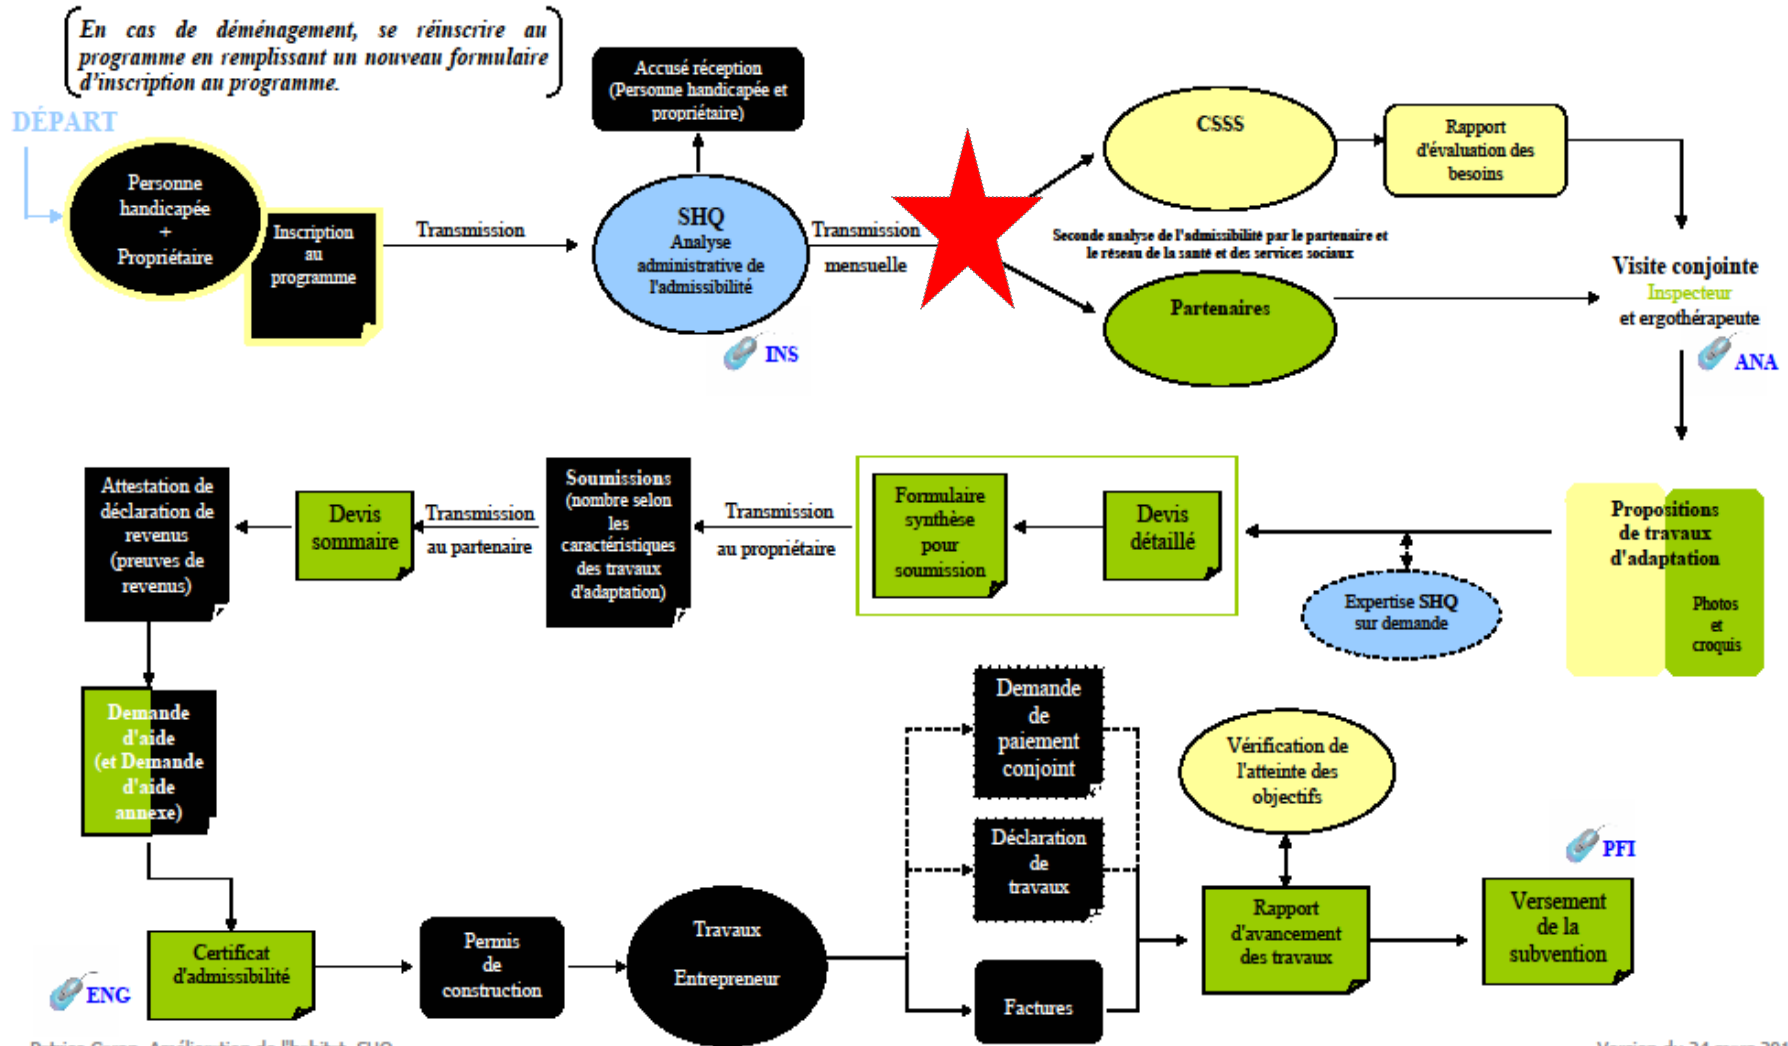 En cas de déménagement, se réinscrire au
programme en remplissant un nouveau formulaire
d'inscription au programme.
DÉPART
Personne
handicapée
+
Propriétaire
Inscription
au
programme
Transmission
Accusé réception
(Personne handicapée et
propriétaire)
SHQ
Analyse
administrative de
l'admissibilité
INS
Transmission
mensuelle
CSSS
Rapport
d'évaluation des
besoins
Seconde analyse de l'admissibilité par le partenaire et
le réseau de la santé et des services sociaux
Partenaires
Visite conjointe
Inspecteur
et ergothérapeute
ANA
Propositions
de travaux
d'adaptation
Photos
et
croquis
Expertise SHQ
sur demande
Devis
détaillé
Formulaire
synthèse
pour
soumission
Transmission
au propriétaire
Soumissions
(nombre selon
les
caractéristiques
des travaux
d'adaptation)
Transmission
au partenaire
Devis
sommaire
Attestation de
déclaration de
revenus
(preuves de
revenus)
Demande
d'aide
(et Demande
d'aide
annexe)
Certificat
d'admissibilité
ENG
Permis
de
construction
Travaux
Entrepreneur
Demande
de
paiement
conjoint
Déclaration
de
travaux
Factures
Vérification de
l'atteinte des
objectifs
Rapport
d'avancement
des travaux
PFI
Versement
de la
subvention